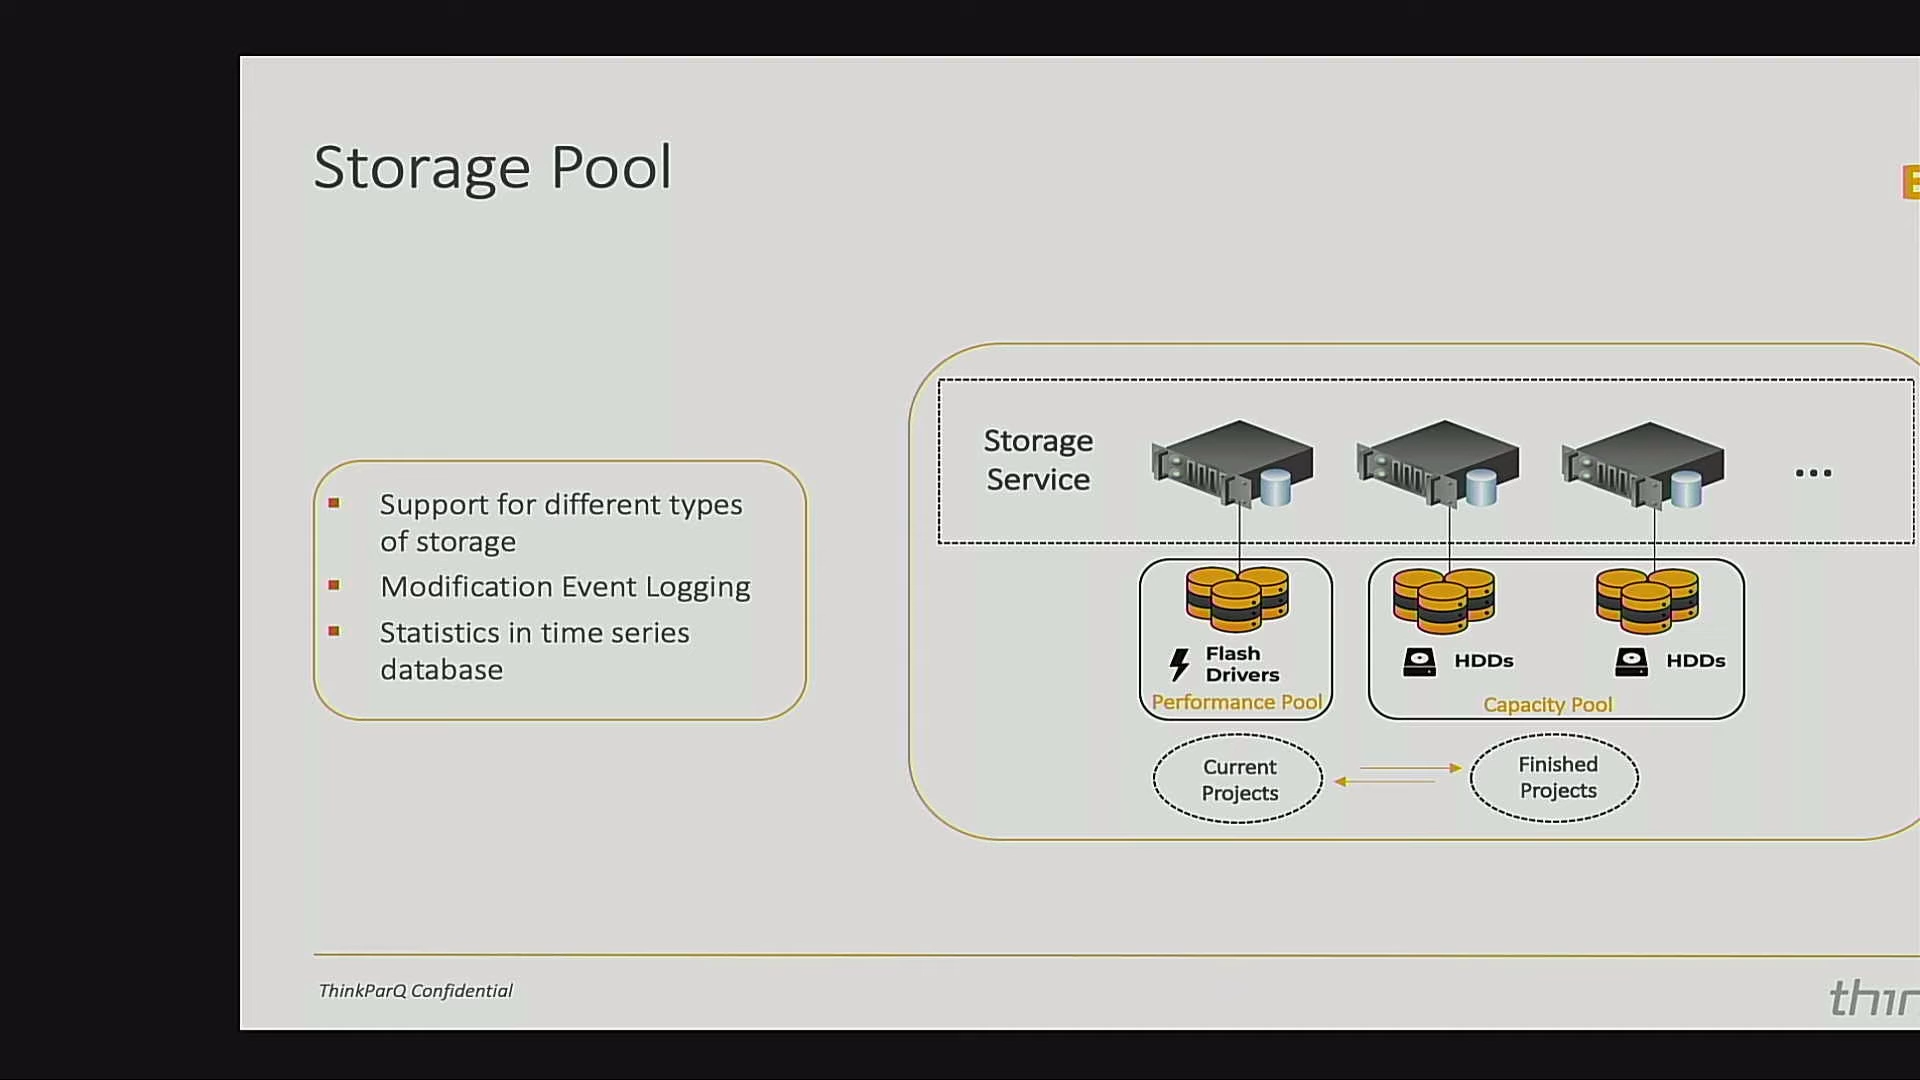 Storage Pool
Support for different types
of storage
Modification Event Logging
Statistics in time series
database
Storage
Service
...
Flash
Drivers
Performance Pool
HDDs
HDDs
Capacity Pool
Current
Projects
Finished
Projects
ThinkParQ Confidential